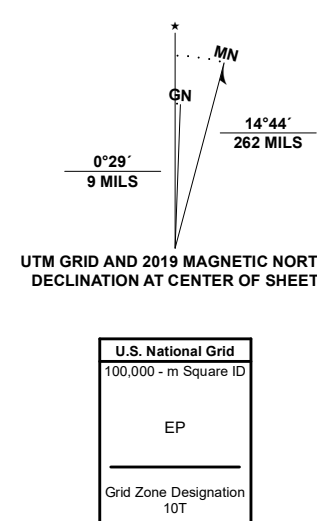 ★
MN
GN
14°44´
262 MILS
0°29´
9 MILS
UTM GRID AND 2019 MAGNETIC NORT
DECLINATION AT CENTER OF SHEET
U.S. National Grid
100,000 - m Square ID
EP
Grid Zone Designation
10T